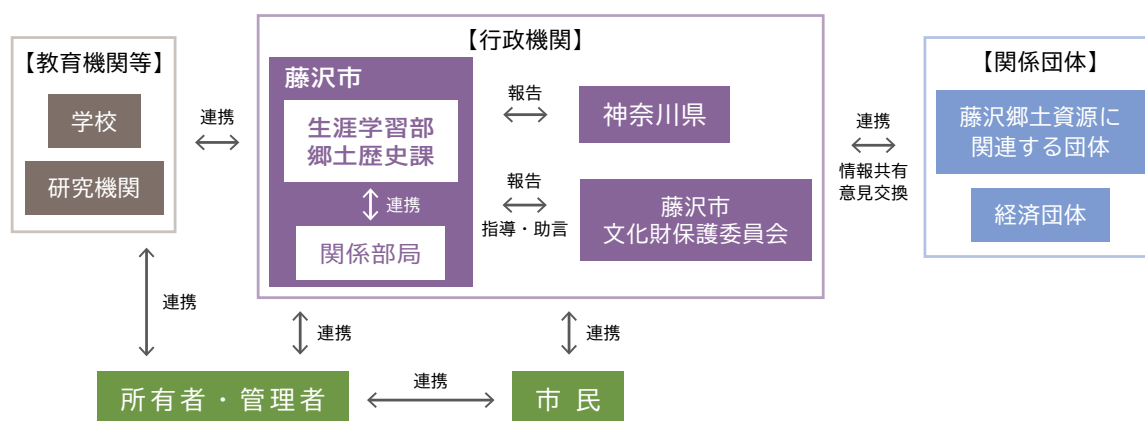 【教育機関等】
学校
研究機関
連携
【行政機関】
藤沢市
生涯学習部
郷土歴史課
連携
関係部局
報告
神奈川県
報告
指導・助言
藤沢市
文化財保護委員会
連携
情報共有
意見交換
【関係団体】
藤沢郷土資源に
関連する団体
経済団体
連携
連携
連携
所有者・管理者
連携
市 民